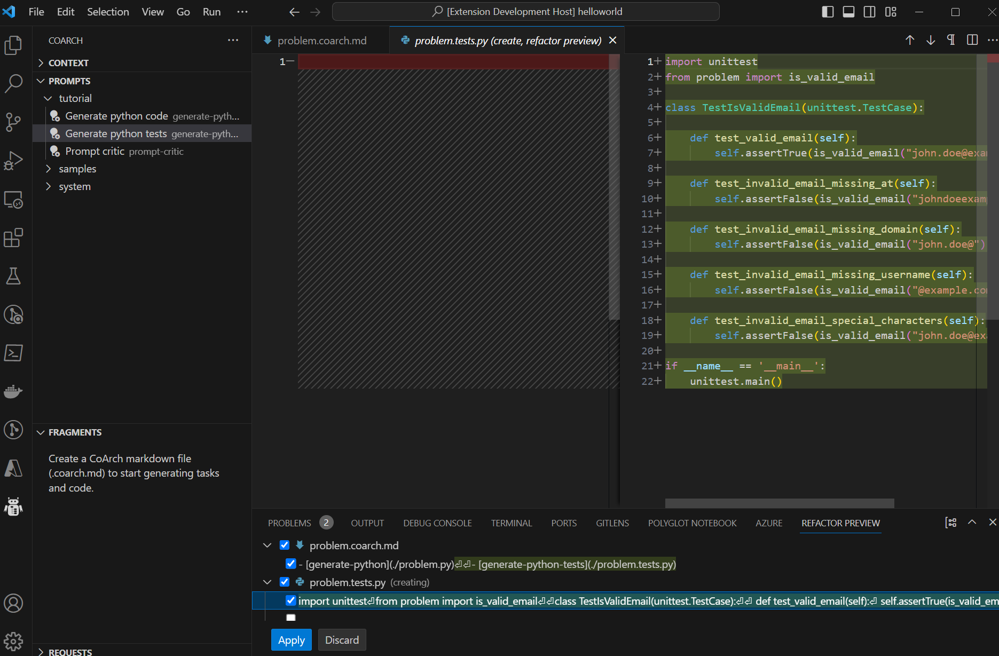 File Edit Selection View Go Run ···
[Extension Development Host] helloworld
COARCH
CONTEXT
PROMPTS
tutorial
Generate python code generate-pyth...
Generate python tests generate-pyth...
Prompt critic prompt-critic
samples
system
FRAGMENTS
Create a CoArch markdown file
(.coarch.md) to start generating tasks
and code.
REQUESTS
problem.coarch.md
problem.tests.py (create, refactor preview)
1—
1+ import unittest
2+ from problem import is_valid_email
3+
4+ class TestIsValidEmail(unittest.TestCase):
5+
6+ def test_valid_email(self):
7+ self.assertTrue(is_valid_email("john.doe@exa
8+
9+ def test_invalid_email_missing_at(self):
10+ self.assertFalse(is_valid_email("johndoeexam
11+
12+ def test_invalid_email_missing_domain(self):
13+ self.assertFalse(is_valid_email("john.doe@")
14+
15+ def test_invalid_email_missing_username(self):
16+ self.assertFalse(is_valid_email("@example.co
17+
18+ def test_invalid_email_special_characters(self):
19+ self.assertFalse(is_valid_email("john.doe@ex
20+
21+ if __name__ == '__main__':
22+ unittest.main()
PROBLEMS 2 OUTPUT DEBUG CONSOLE TERMINAL PORTS GITLENS POLYGLOT NOTEBOOK AZURE REFACTOR PREVIEW
problem.coarch.md
- [generate-python](./problem.py)⏎⏎- [generate-python-tests](./problem.tests.py)
problem.tests.py (creating)
import unittest⏎from problem import is_valid_email⏎⏎class TestIsValidEmail(unittest.TestCase):⏎⏎ def test_valid_email(self):⏎ self.assertTrue(is_valid_em
Apply Discard